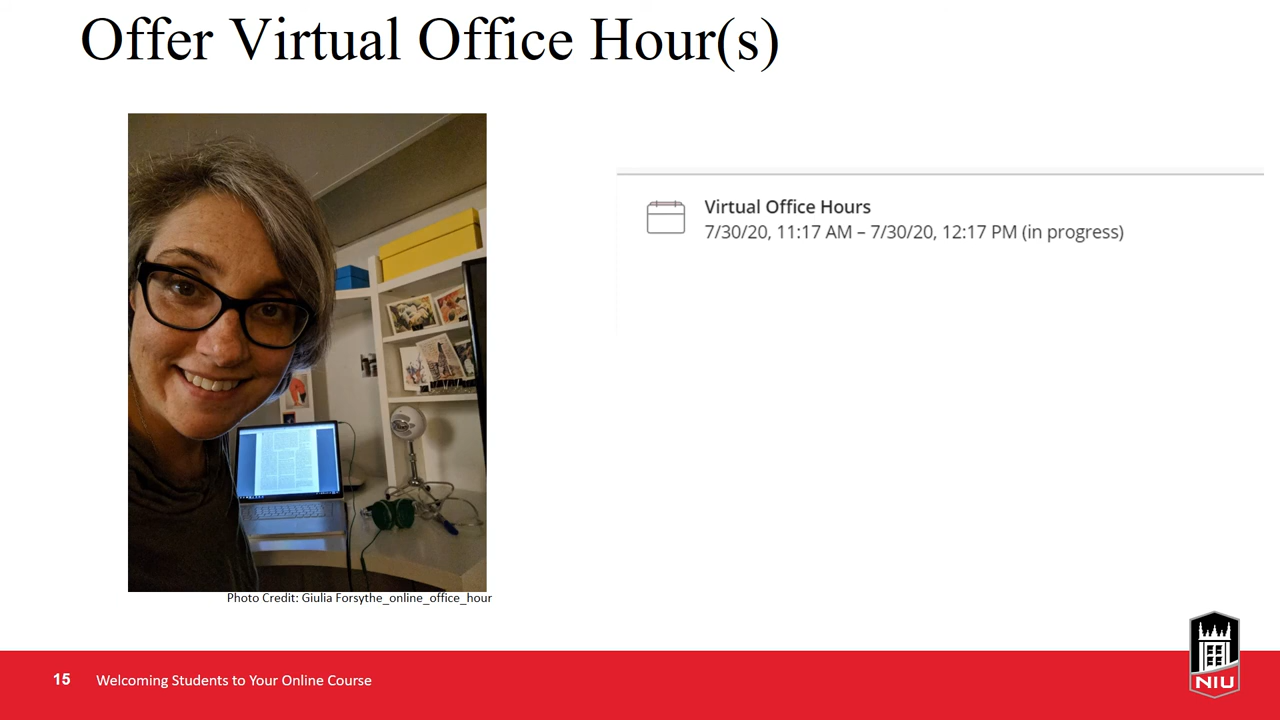 Offer Virtual Office Hour(s)
Virtual Office Hours
7/30/20, 11:17 AM – 7/30/20, 12:17 PM (in progress)
Photo Credit: Giulia Forsythe_online_office_hour
15 Welcoming Students to Your Online Course
NIU